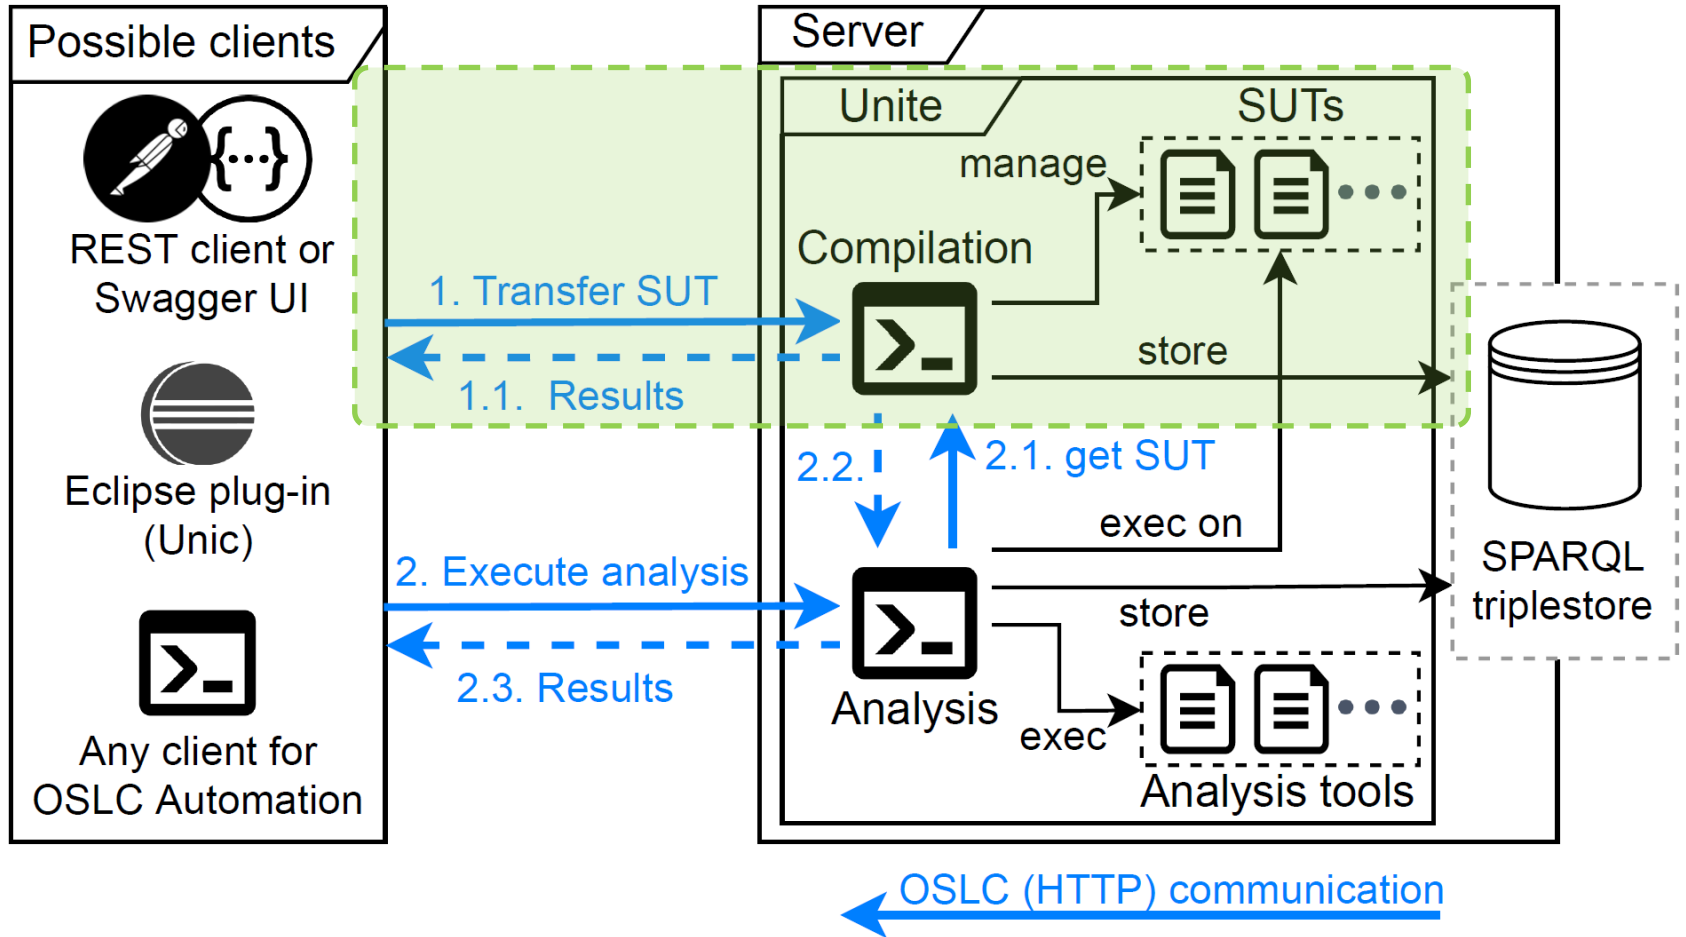 Possible clients
REST client or
Swagger UI
Eclipse plug-in
(Unic)
Any client for
OSLC Automation
1. Transfer SUT
1.1. Results
2. Execute analysis
2.3. Results
Server
Unite
SUTs
manage
Compilation
store
2.2.
2.1. get SUT
exec on
store
Analysis
exec
Analysis tools
SPARQL
triplestore
OSLC (HTTP) communication